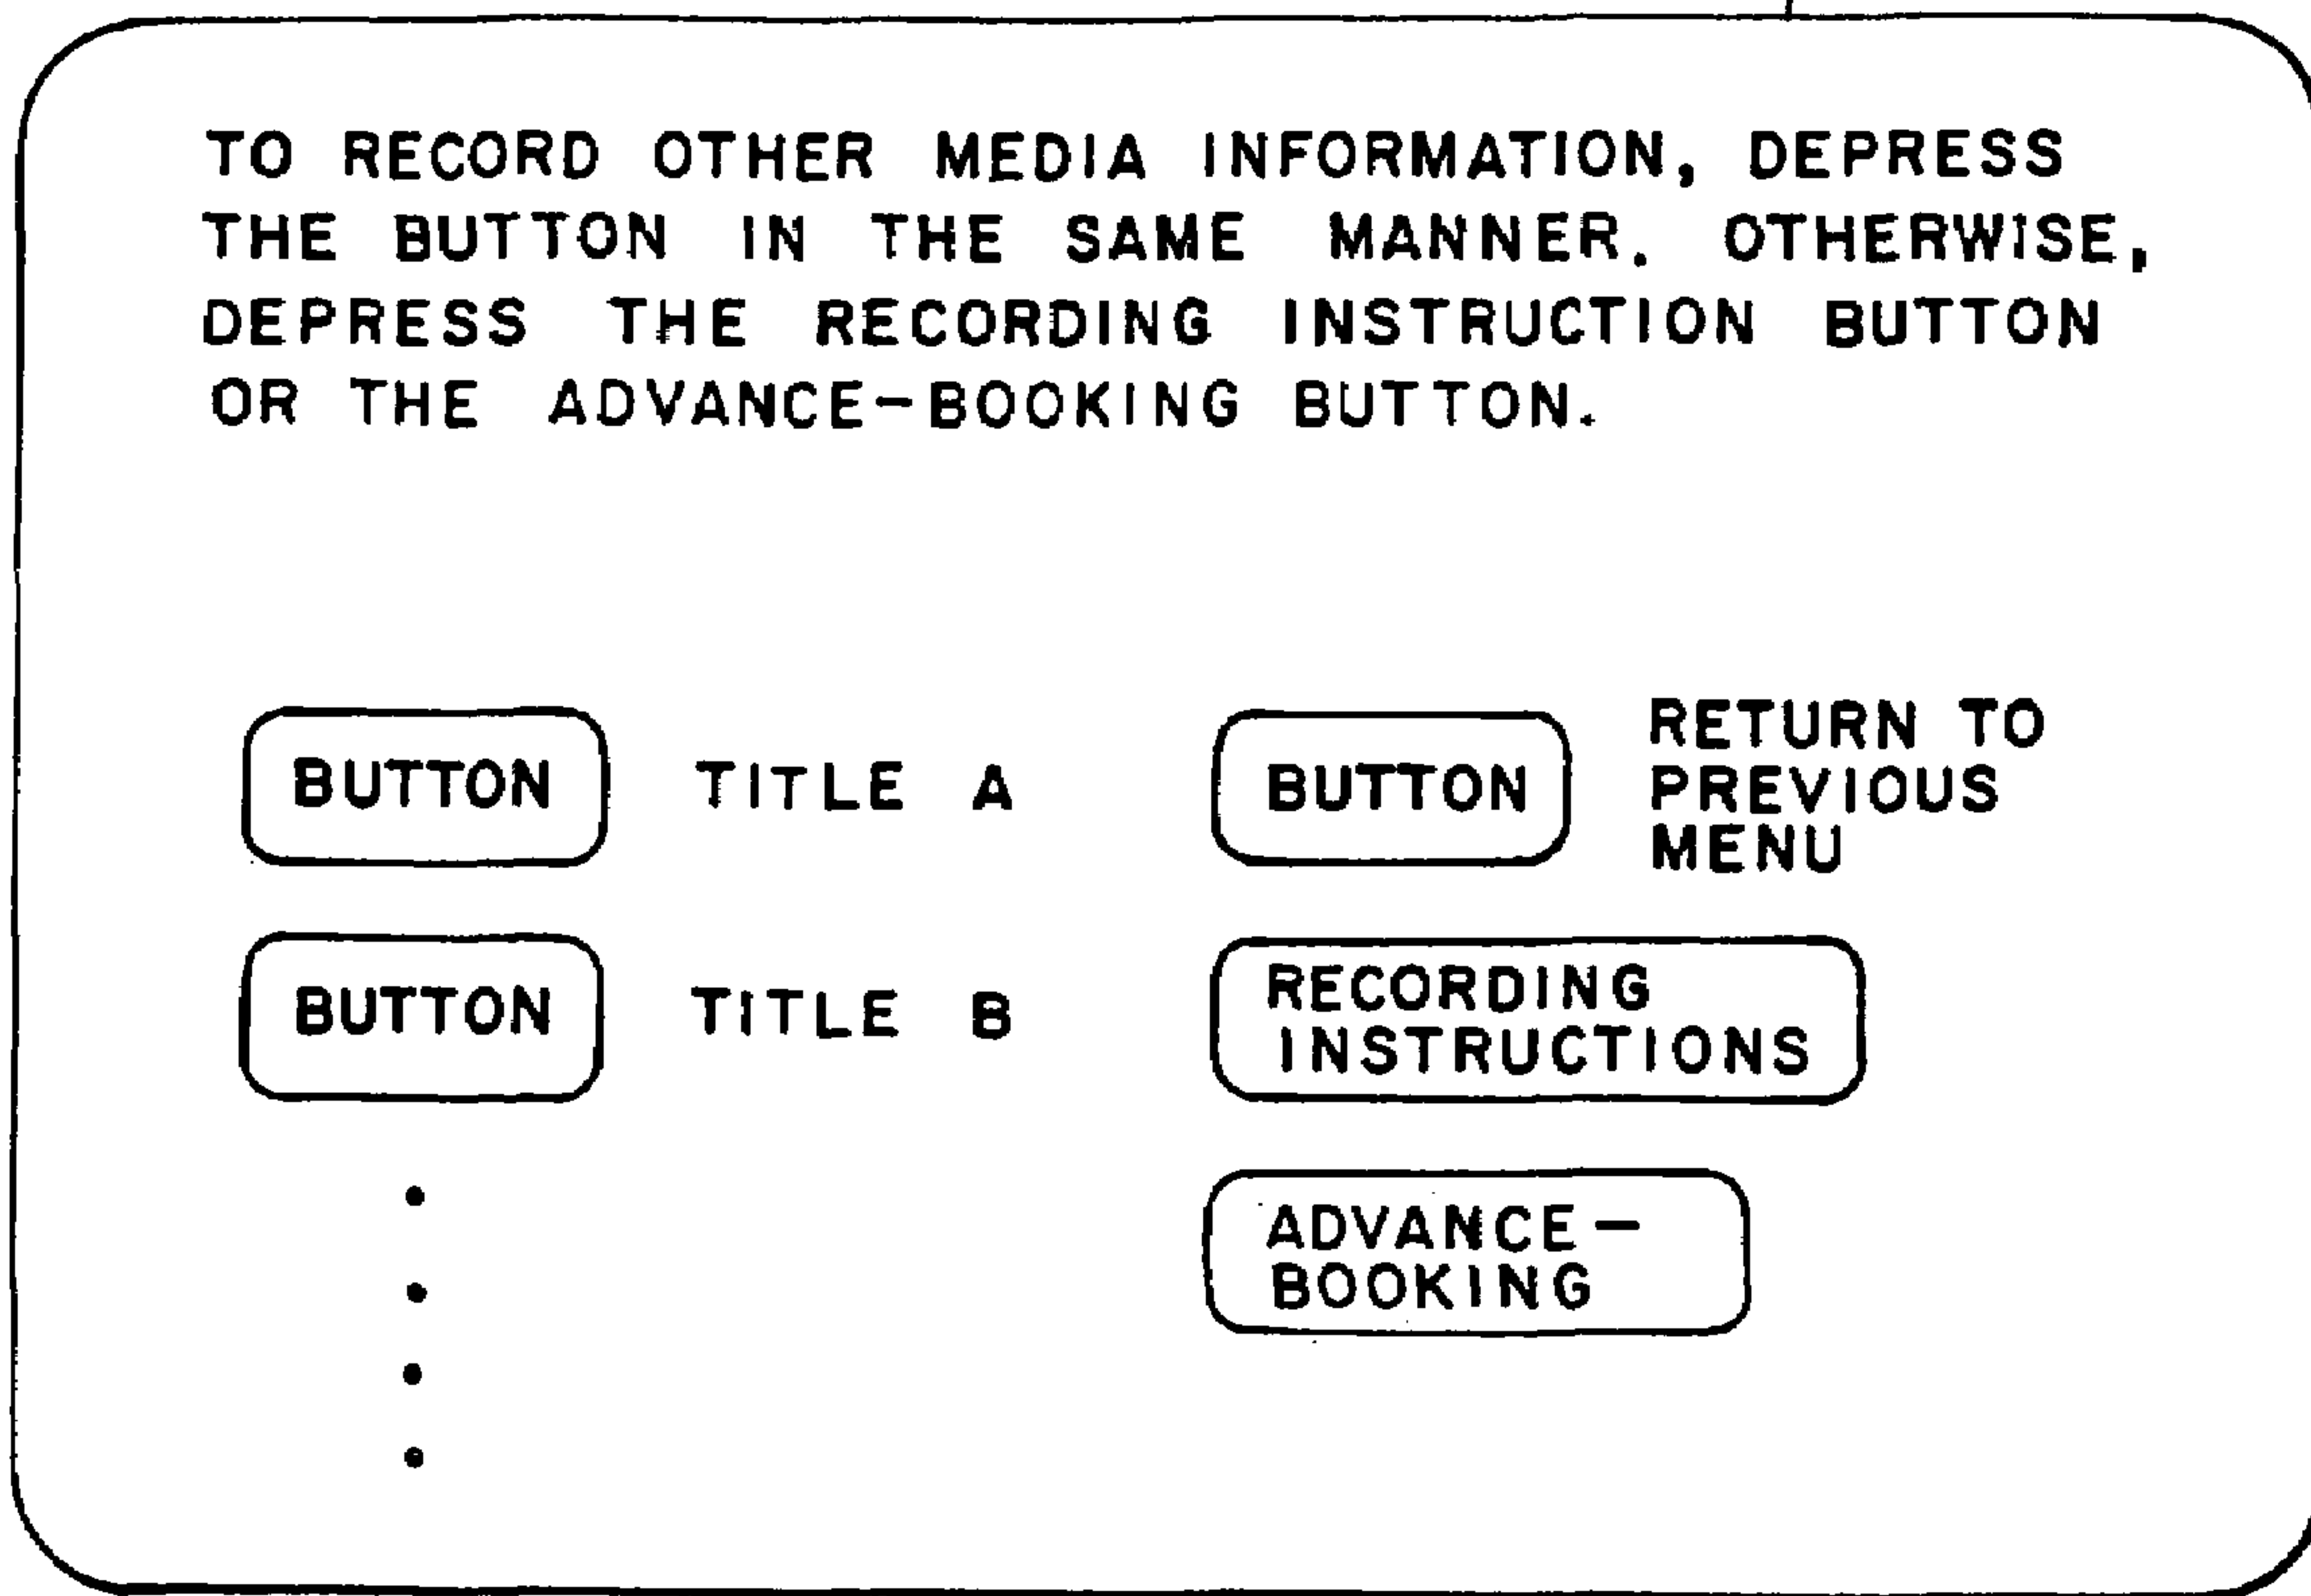 TO RECORD OTHER MEDIA INFORMATION, DEPRESS
THE BUTTON IN THE SAME MANNER. OTHERWISE,
DEPRESS THE RECORDING INSTRUCTION BUTTON
OR THE ADVANCE-BOOKING BUTTON.
BUTTON TITLE A
BUTTON TITLE B
BUTTON
RETURN TO
PREVIOUS
MENU
RECORDING
INSTRUCTIONS
ADVANCE-
BOOKING